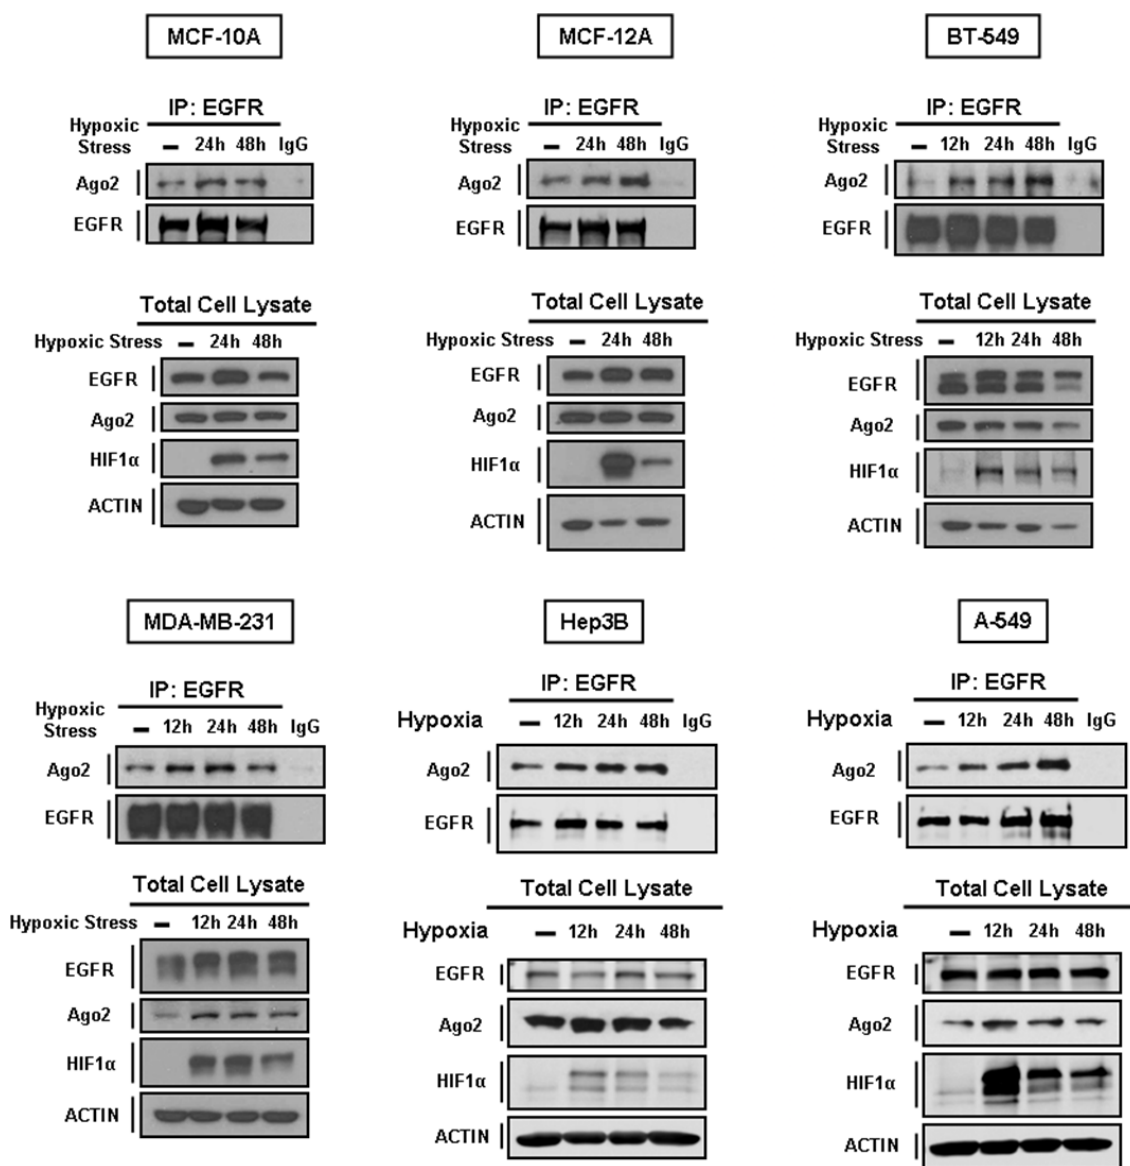 MCF-10A
IP: EGFR
Hypoxic
Stress
– 24h 48h IgG
Ago2
EGFR
Total Cell Lysate
Hypoxic Stress – 24h 48h
EGFR
Ago2
HIF1α
ACTIN
MCF-12A
IP: EGFR
Hypoxic
Stress
– 24h 48h IgG
Ago2
EGFR
Total Cell Lysate
Hypoxic Stress – 24h 48h
EGFR
Ago2
HIF1α
ACTIN
BT-549
IP: EGFR
Hypoxic
Stress
– 12h 24h 48h IgG
Ago2
EGFR
Total Cell Lysate
Hypoxic Stress – 12h 24h 48h
EGFR
Ago2
HIF1α
ACTIN
MDA-MB-231
IP: EGFR
Hypoxic
Stress
– 12h 24h 48h IgG
Ago2
EGFR
Total Cell Lysate
Hypoxic Stress – 12h 24h 48h
EGFR
Ago2
HIF1α
ACTIN
Hep3B
IP: EGFR
Hypoxia – 12h 24h 48h IgG
Ago2
EGFR
Total Cell Lysate
Hypoxia – 12h 24h 48h
EGFR
Ago2
HIF1α
ACTIN
A-549
IP: EGFR
Hypoxia – 12h 24h 48h IgG
Ago2
EGFR
Total Cell Lysate
Hypoxia – 12h 24h 48h
EGFR
Ago2
HIF1α
ACTIN